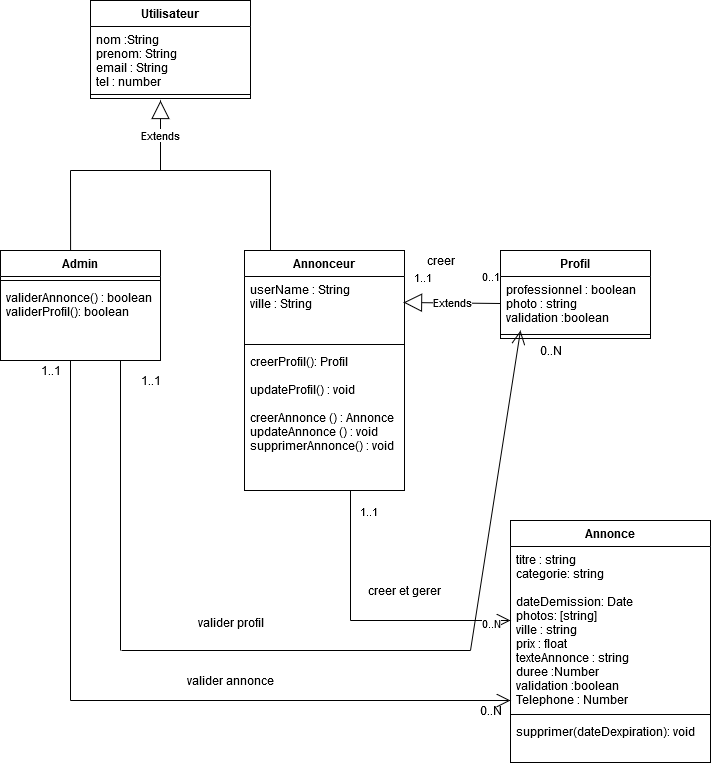 Utilisateur
nom :String
prenom: String
email : String
tel : number
Extends
Admin
validerAnnonce() : boolean
validerProfil(): boolean
Annonceur
userName : String
ville : String
creerProfil(): Profil
updateProfil() : void
creerAnnonce () : Annonce
updateAnnonce () : void
supprimerAnnonce() : void
creer
1..1
0..1
Extends
Profil
professionnel : boolean
photo : string
validation :boolean
0..N
1..1
1..1
1..1
creer et gerer
0..N
valider profil
valider annonce
0..N
Annonce
titre : string
categorie: string
dateDemission: Date
photos: [string]
ville : string
prix : float
texteAnnonce : string
duree :Number
validation :boolean
Telephone : Number
supprimer(dateDexpiration): void